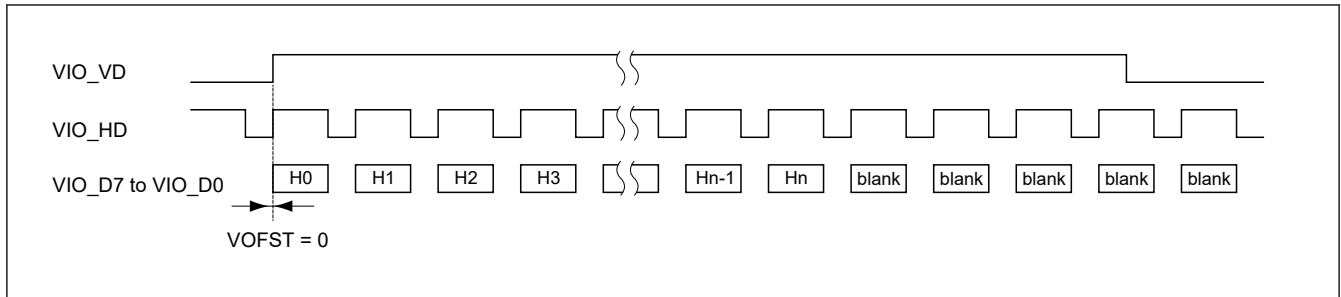 VIO_VD
VIO_HD
VIO_D7 to VIO_D0 H0 H1 H2 H3 Hn-1 Hn blank blank blank blank blank
VOFST = 0